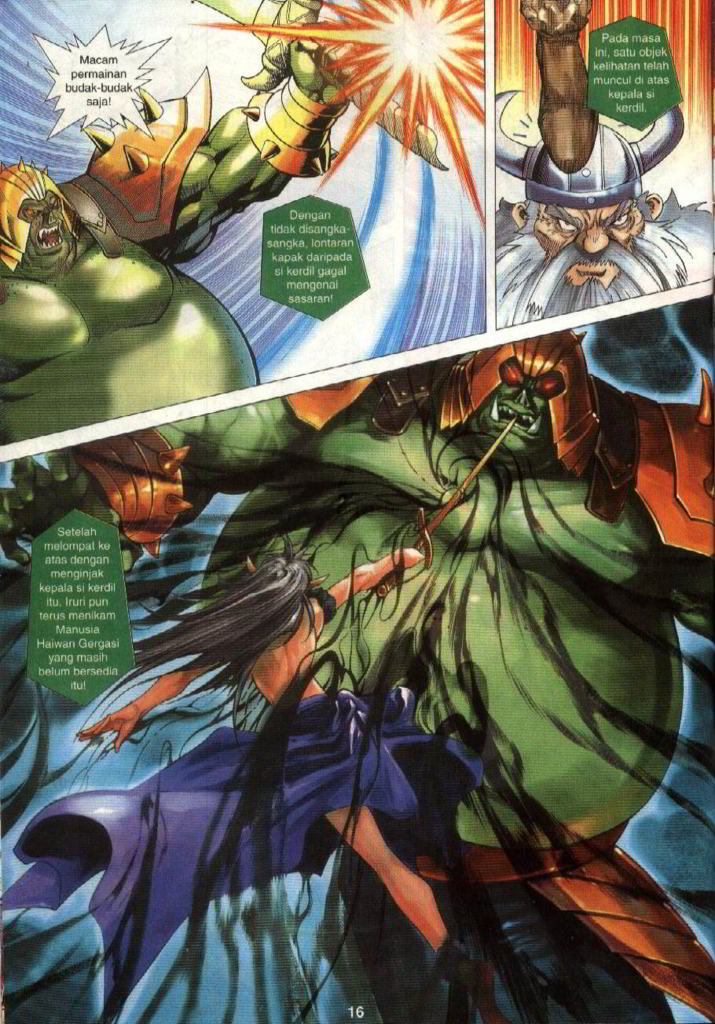 Macam
permainan
budak-budak
saja!
Dengan
tidak disangka-
sangka, lontaran
kapak daripada
si kerdil gagal
mengenai
sasaran!
Pada masa
ini, satu objek
kelihatan telah
muncul di atas
kepala si
kerdil.
Setelah
melompat ke
atas dengan
menginjak
kepala si kerdil
itu, Iruri pun
terus menikam
Manusia
Haiwan Gergasi
yang masih
belum bersedia
itu!
16